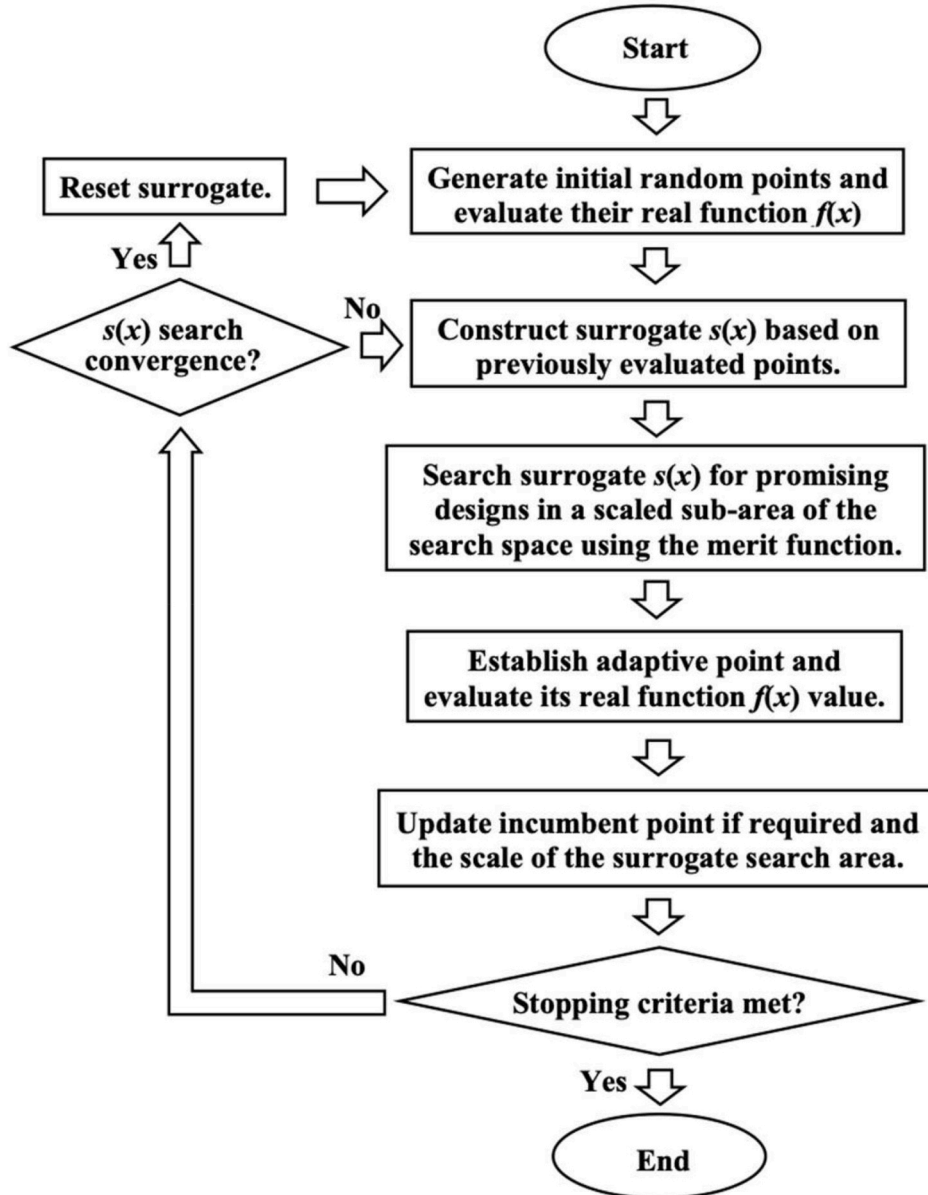 Start
Reset surrogate.
Generate initial random points and
evaluate their real function f(x)
Yes
s(x) search
convergence?
No
Construct surrogate s(x) based on
previously evaluated points.
Search surrogate s(x) for promising
designs in a scaled sub-area of the
search space using the merit function.
Establish adaptive point and
evaluate its real function f(x) value.
Update incumbent point if required and
the scale of the surrogate search area.
No
Stopping criteria met?
Yes
End